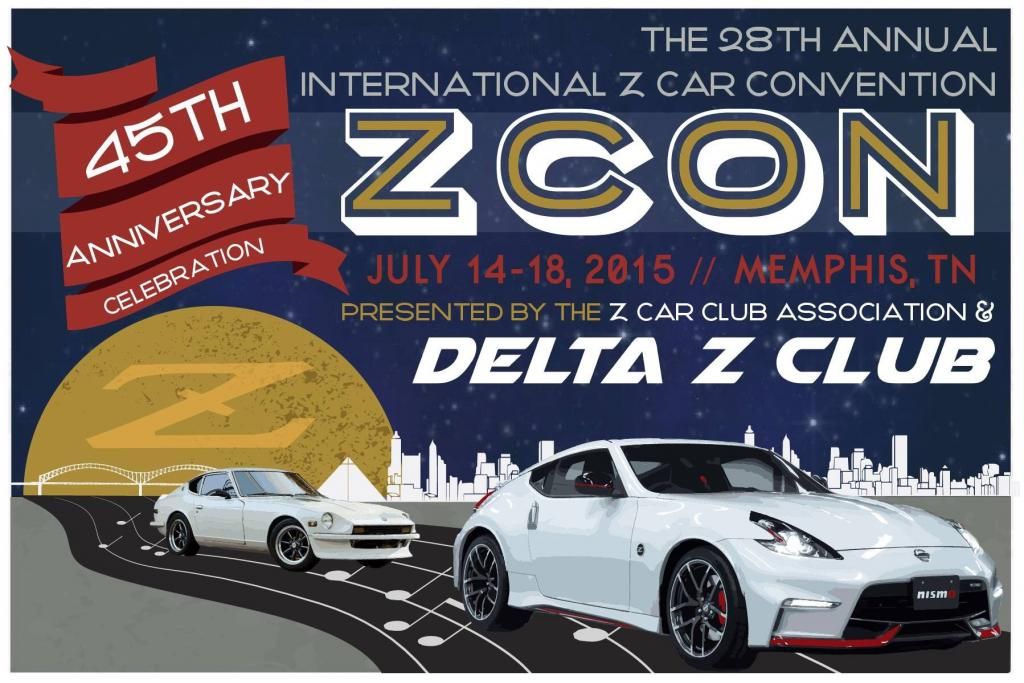 THE 28TH ANNUAL
INTERNATIONAL Z CAR CONVENTION
ZCON
45TH
ANNIVERSARY
CELEBRATION
JULY 14-18, 2015 // MEMPHIS, TN
PRESENTED BY THE Z CAR CLUB ASSOCIATION &
DELTA Z CLUB
Z
nismo